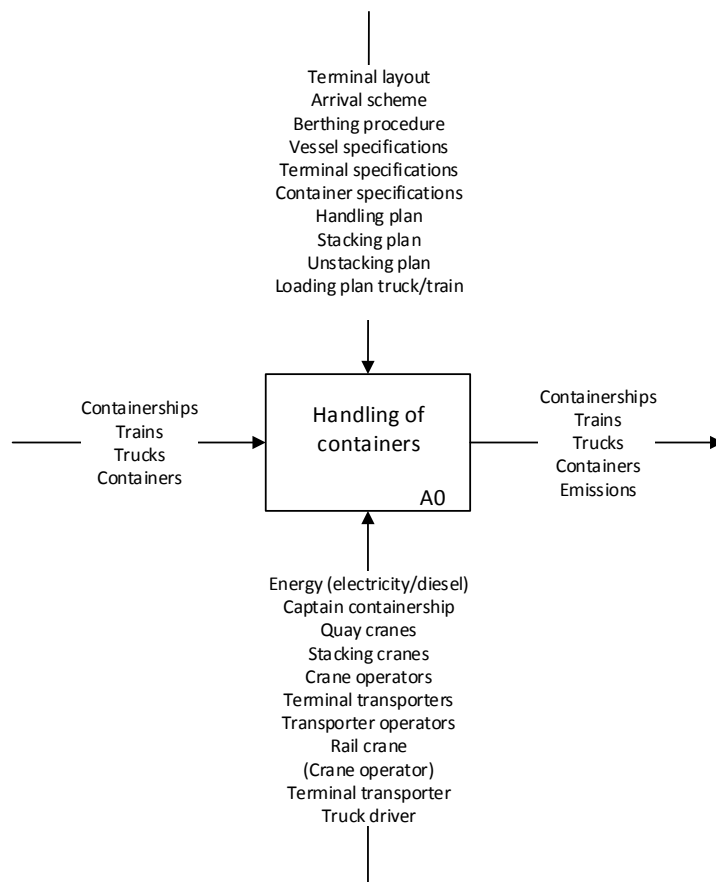 Terminal layout
Arrival scheme
Berthing procedure
Vessel specifications
Terminal specifications
Container specifications
Handling plan
Stacking plan
Unstacking plan
Loading plan truck/train
Containerships
Trains
Trucks
Containers
Handling of
containers
A0
Containerships
Trains
Trucks
Containers
Emissions
Energy (electricity/diesel)
Captain containership
Quay cranes
Stacking cranes
Crane operators
Terminal transporters
Transporter operators
Rail crane
(Crane operator)
Terminal transporter
Truck driver